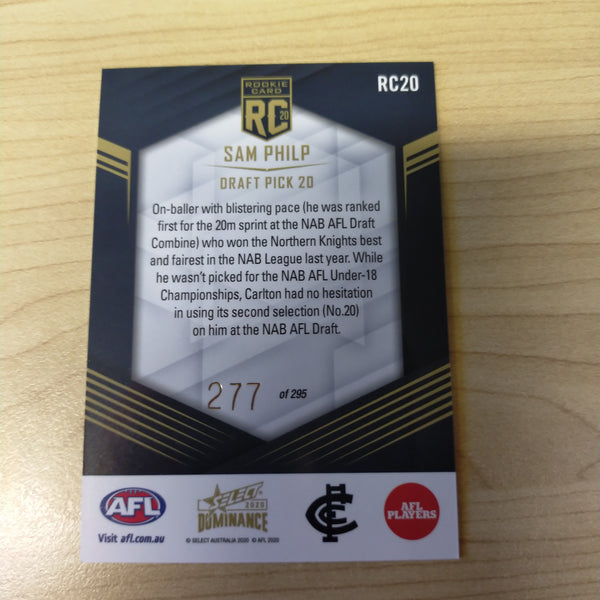 RC20
ROOKIE
CARD
RC 20
SAM PHILP
DRAFT PICK 20
On-baller with blistering pace (he was ranked
first for the 20m sprint at the NAB AFL Draft
Combine) who won the Northern Knights best
and fairest in the NAB League last year. While
he wasn't picked for the NAB AFL Under-18
Championships, Carlton had no hesitation
in using its second selection (No.20)
on him at the NAB AFL Draft.
277 of 295
AFL
Visit afl.com.au
SELECT
2020
DOMINANCE
© SELECT AUSTRALIA 2020 © AFL 2020
CFC
AFL
PLAYERS